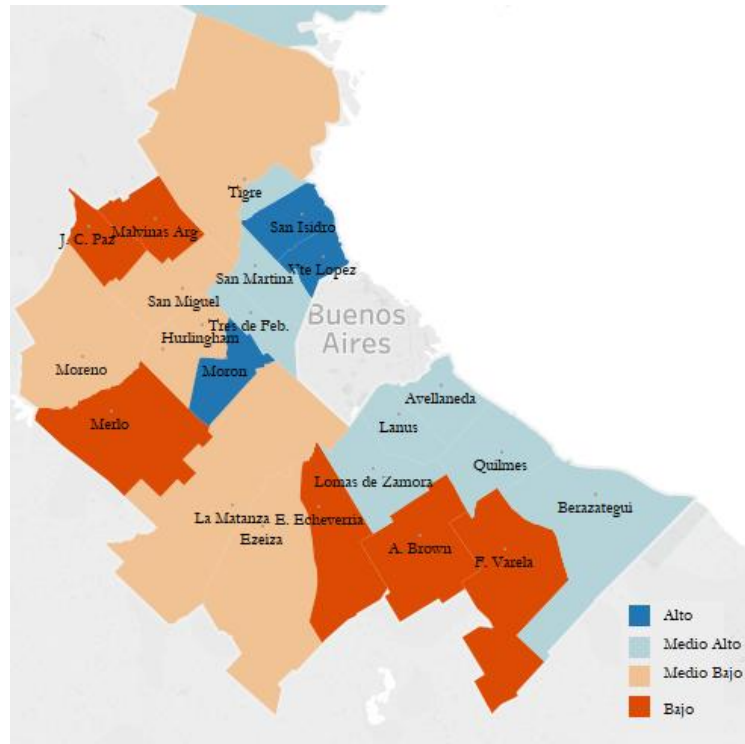 Tigre
San Isidro
Malvinas Arg
J. C. Paz
Vte Lopez
San Martina
San Miguel
Buenos
Aires
Tres de Feb.
Hurlingham
Moreno
Moron
Avellaneda
Merlo
Lanus
Quilmes
Lomas de Zamora
Berazategui
La Matanza
E. Echeverria
Ezeiza
A. Brown
F. Varela
Alto
Medio Alto
Medio Bajo
Bajo